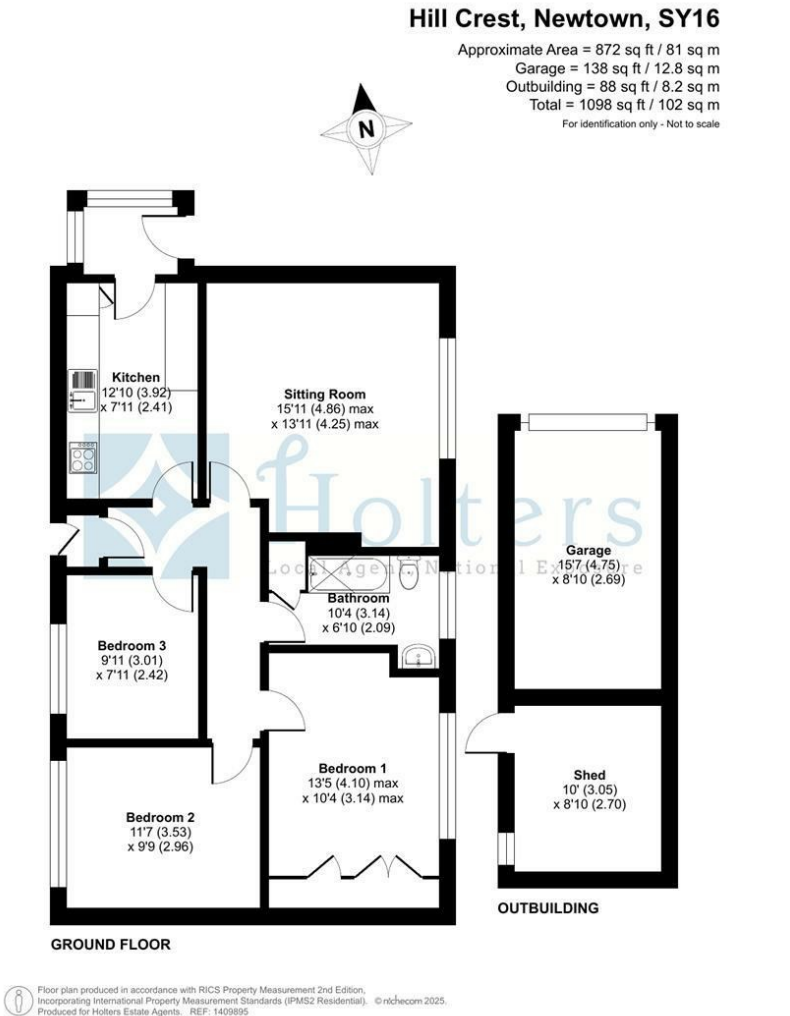 Hill Crest, Newtown, SY16
Approximate Area = 872 sq ft / 81 sq m
Garage = 138 sq ft / 12.8 sq m
Outbuilding = 88 sq ft / 8.2 sq m
Total = 1098 sq ft / 102 sq m
For identification only - Not to scale
N
Kitchen
12'10 (3.92)
x 7'11 (2.41)
Sitting Room
15'11 (4.86) max
x 13'11 (4.25) max
Holters
Local Agent, National Exposure
Garage
15'7 (4.75)
x 8'10 (2.69)
Bathroom
10'4 (3.14)
x 6'10 (2.09)
Bedroom 3
9'11 (3.01)
x 7'11 (2.42)
Bedroom 1
13'5 (4.10) max
x 10'4 (3.14) max
Shed
10' (3.05)
x 8'10 (2.70)
Bedroom 2
11'7 (3.53)
x 9'9 (2.96)
OUTBUILDING
GROUND FLOOR
Floor plan produced in accordance with RICS Property Measurement 2nd Edition,
Incorporating International Property Measurement Standards (IPMS2 Residential). © ntchecom 2025.
Produced for Holters Estate Agents. REF: 1409895